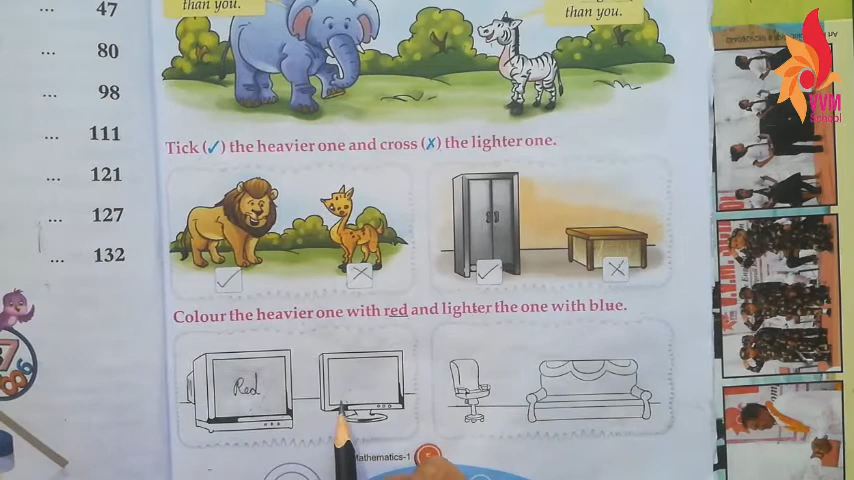 ... 47
... 80
... 98
... 111
... 121
... 127
... 132
than you.
than you.
Tick (✓) the heavier one and cross (✗) the lighter one.
Colour the heavier one with red and lighter the one with blue.
Red
Mathematics-1
VVM
School